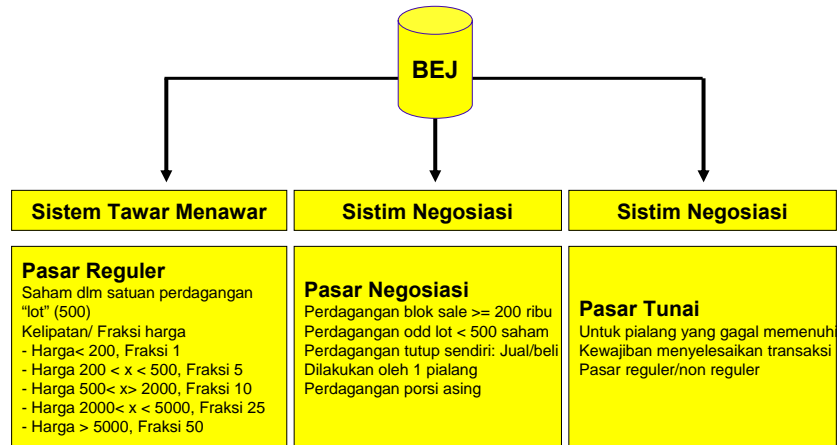 BEJ
Sistem Tawar Menawar
Sistim Negosiasi
Sistim Negosiasi
Pasar Reguler
Saham dlm satuan perdagangan
“lot” (500)
Kelipatan/ Fraksi harga
- Harga< 200, Fraksi 1
- Harga 200 < x < 500, Fraksi 5
- Harga 500< x> 2000, Fraksi 10
- Harga 2000< x < 5000, Fraksi 25
- Harga > 5000, Fraksi 50
Pasar Negosiasi
Perdagangan blok sale >= 200 ribu
Perdagangan odd lot < 500 saham
Perdagangan tutup sendiri: Jual/beli
Dilakukan oleh 1 pialang
Perdagangan porsi asing
Pasar Tunai
Untuk pialang yang gagal memenuhi
Kewajiban menyelesaikan transaksi
Pasar reguler/non reguler